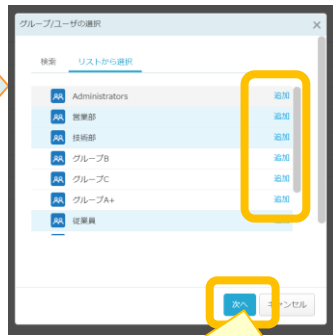 グループ/ユーザの選択
検索 リストから選択
Administrators 追加
営業部 追加
技術部 追加
グループB 追加
グループC 追加
グループA+ 追加
従業員
次へ キャンセル